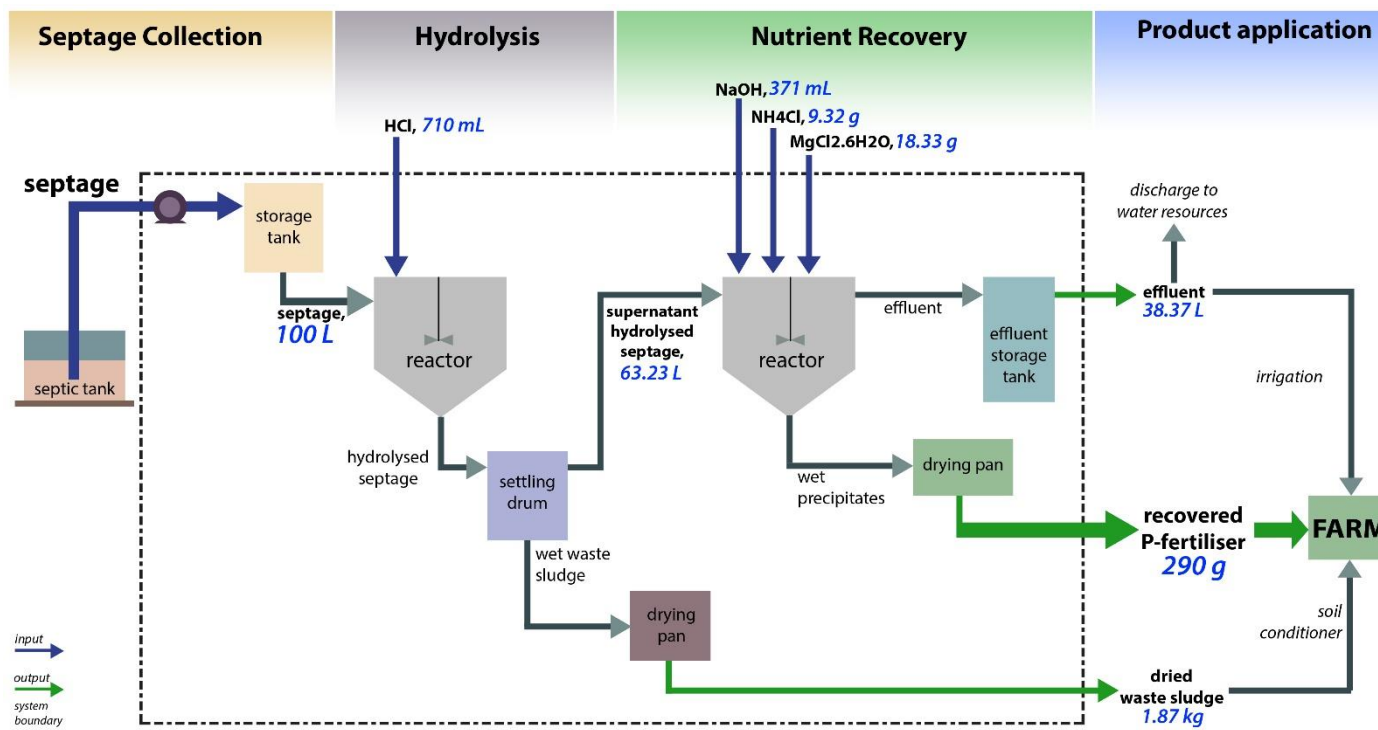 Septage Collection
Hydrolysis
Nutrient Recovery
Product application
NaOH, 371 mL
NH4Cl, 9.32 g
MgCl2.6H2O, 18.33 g
HCl, 710 mL
septage
storage
tank
septage,
100 L
septic tank
reactor
hydrolysed
septage
settling
drum
wet waste
sludge
drying
pan
supernatant
hydrolysed
septage,
63.23 L
reactor
effluent
effluent
storage
tank
wet
precipitates
drying pan
discharge to
water resources
effluent
38.37 L
irrigation
recovered
P-fertiliser
290 g
FARM
soil
conditioner
dried
waste sludge
1.87 kg
input
output
system
boundary